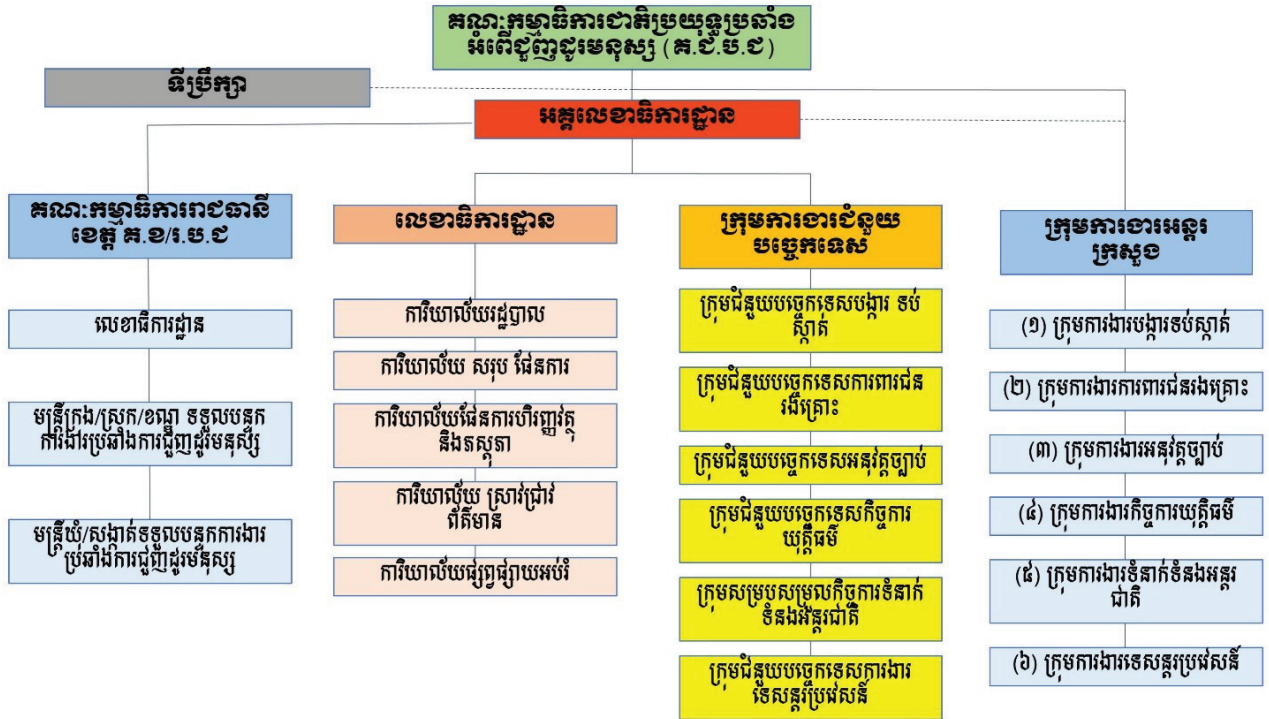 គណៈកម្មាធិការជាតិប្រយុទ្ធប្រឆាំង
អំពើជួញដូរមនុស្ស (គ.ជ.ប.ជ)
ទីប្រឹក្សា
អគ្គលេខាធិការដ្ឋាន
គណៈកម្មាធិការរាជធានី
ខេត្ត គ.ខ/រ.ប.ជ
លេខាធិការដ្ឋាន
មន្ត្រីក្រុង/ស្រុក/ខណ្ឌ ទទួលបន្ទុក
ការងារប្រឆាំងការជួញដូរមនុស្ស
មន្ត្រីឃុំ/សង្កាត់ទទួលបន្ទុកការងារ
ប្រឆាំងការជួញដូរមនុស្ស
លេខាធិការដ្ឋាន
ការិយាល័យរដ្ឋបាល
ការិយាល័យ សរុប ផែនការ
ការិយាល័យផែនការហិរញ្ញវត្ថុ
និងភស្តុភា
ការិយាល័យ ស្រាវជ្រាវ
ព័ត៌មាន
ការិយាល័យផ្សព្វផ្សាយអប់រំ
ក្រុមការងារជំនួយ
បច្ចេកទេស
ក្រុមជំនួយបច្ចេកទេសបង្ការ ទប់
ស្កាត់
ក្រុមជំនួយបច្ចេកទេសការពារជន
រងគ្រោះ
ក្រុមជំនួយបច្ចេកទេសអនុវត្តច្បាប់
ក្រុមជំនួយបច្ចេកទេសកិច្ចការ
យុត្តិធម៌
ក្រុមសម្របសម្រួលកិច្ចការទំនាក់
ទំនងអន្តរជាតិ
ក្រុមជំនួយបច្ចេកទេសការងារ
ទេសន្តរប្រវេសន៍
ក្រុមការងារអន្តរ
ក្រសួង
(១) ក្រុមការងារបង្ការទប់ស្កាត់
(២) ក្រុមការងារការពារជនរងគ្រោះ
(៣) ក្រុមការងារអនុវត្តច្បាប់
(៤) ក្រុមការងារកិច្ចការយុត្តិធម៌
(៥) ក្រុមការងារទំនាក់ទំនងអន្តរ
ជាតិ
(៦) ក្រុមការងារទេសន្តរប្រវេសន៍